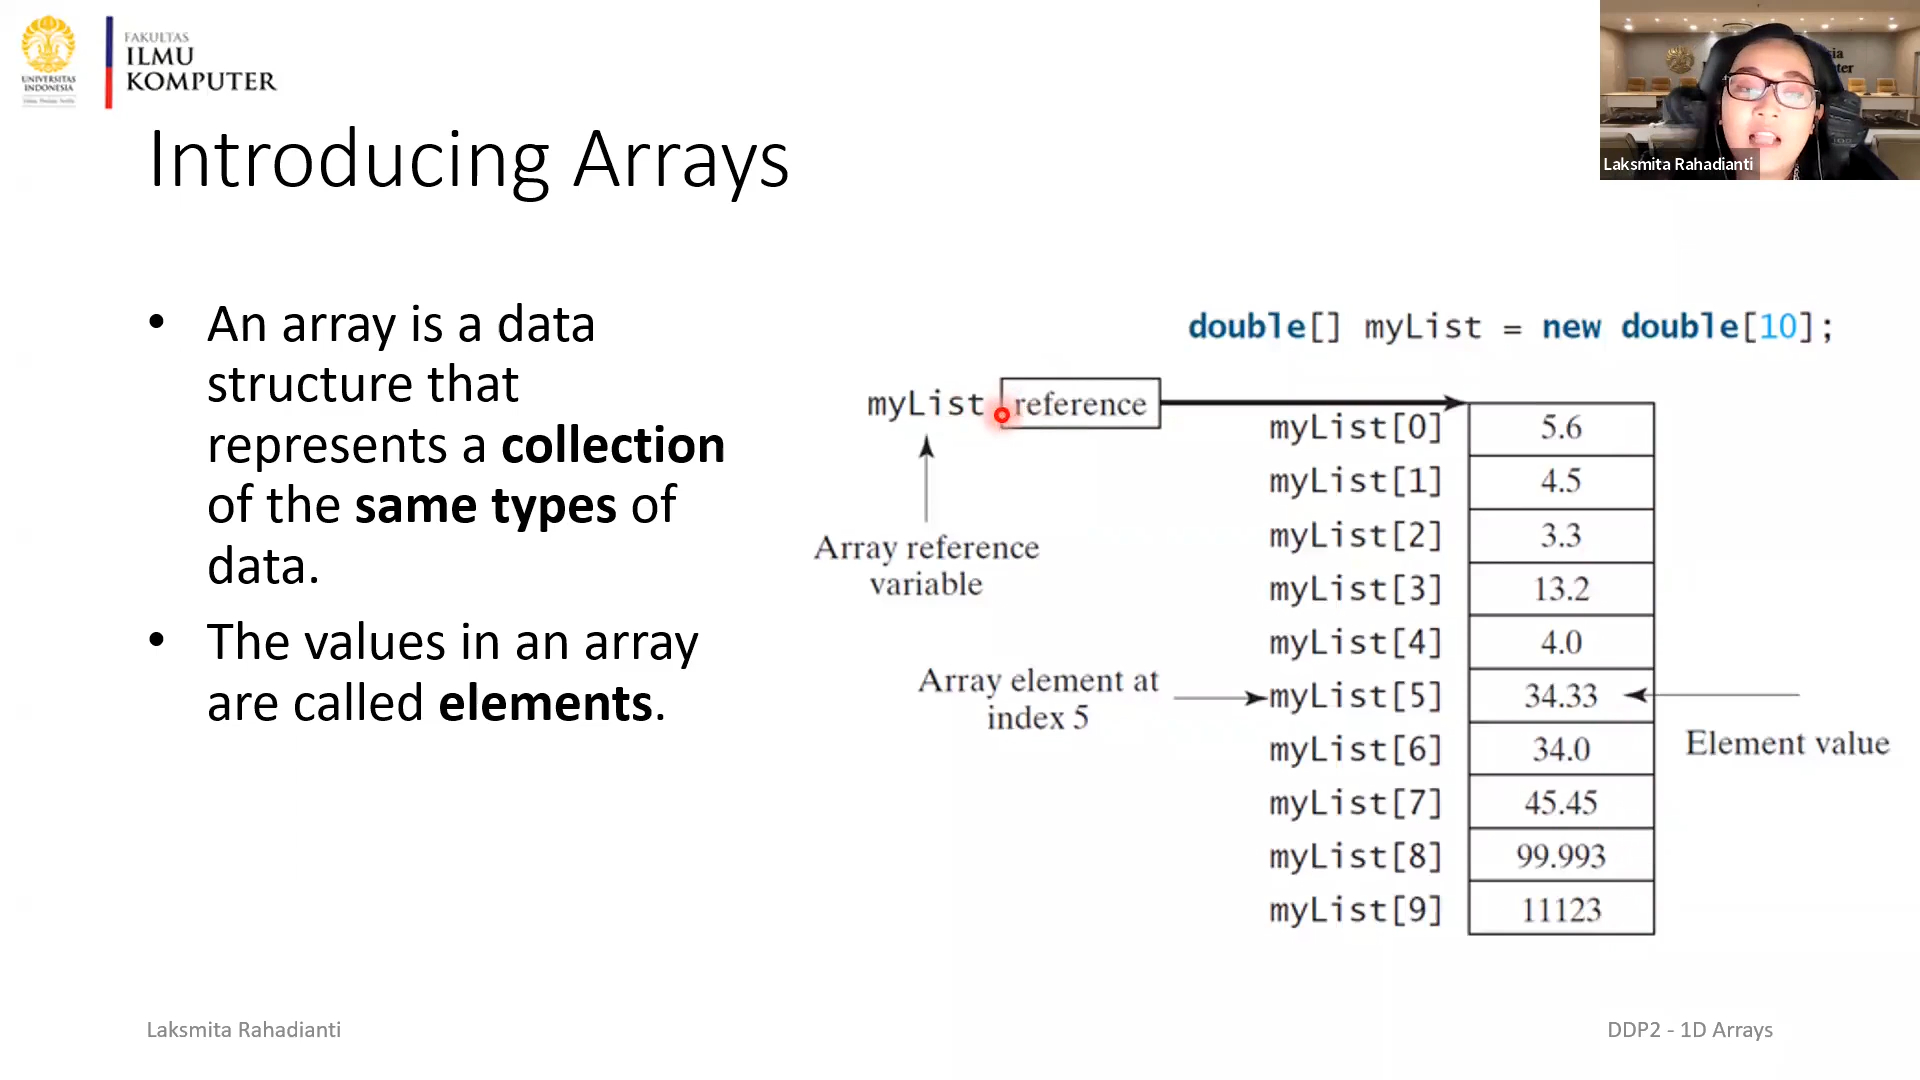 UNIVERSITAS
INDONESIA
FAKULTAS
ILMU
KOMPUTER
Laksmita Rahadianti
Introducing Arrays
• An array is a data
structure that
represents a collection
of the same types of
data.
• The values in an array
are called elements.
double[] myList = new double[10];
myList reference
Array reference
variable
myList[0] 5.6
myList[1] 4.5
myList[2] 3.3
myList[3] 13.2
myList[4] 4.0
Array element at
index 5
myList[5] 34.33
Element value
myList[6] 34.0
myList[7] 45.45
myList[8] 99.993
myList[9] 11123
Laksmita Rahadianti
DDP2 - 1D Arrays